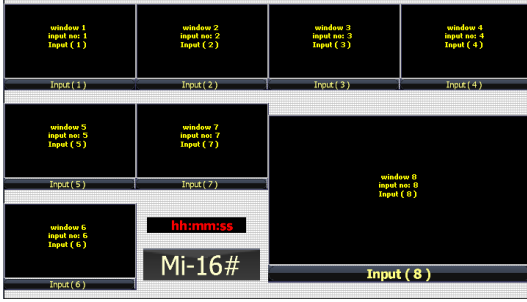 window 1
input no: 1
Input ( 1 )
window 2
input no: 2
Input ( 2 )
window 3
input no: 3
Input ( 3 )
window 4
input no: 4
Input ( 4 )
Input ( 1 )
Input ( 2 )
Input ( 3 )
Input ( 4 )
window 5
input no: 5
Input ( 5 )
window 7
input no: 7
Input ( 7 )
Input ( 5 )
Input ( 7 )
window 8
input no: 8
Input ( 8 )
window 6
input no: 6
Input ( 6 )
hh:mm:ss
Mi-16#
Input ( 8 )
Input ( 6 )